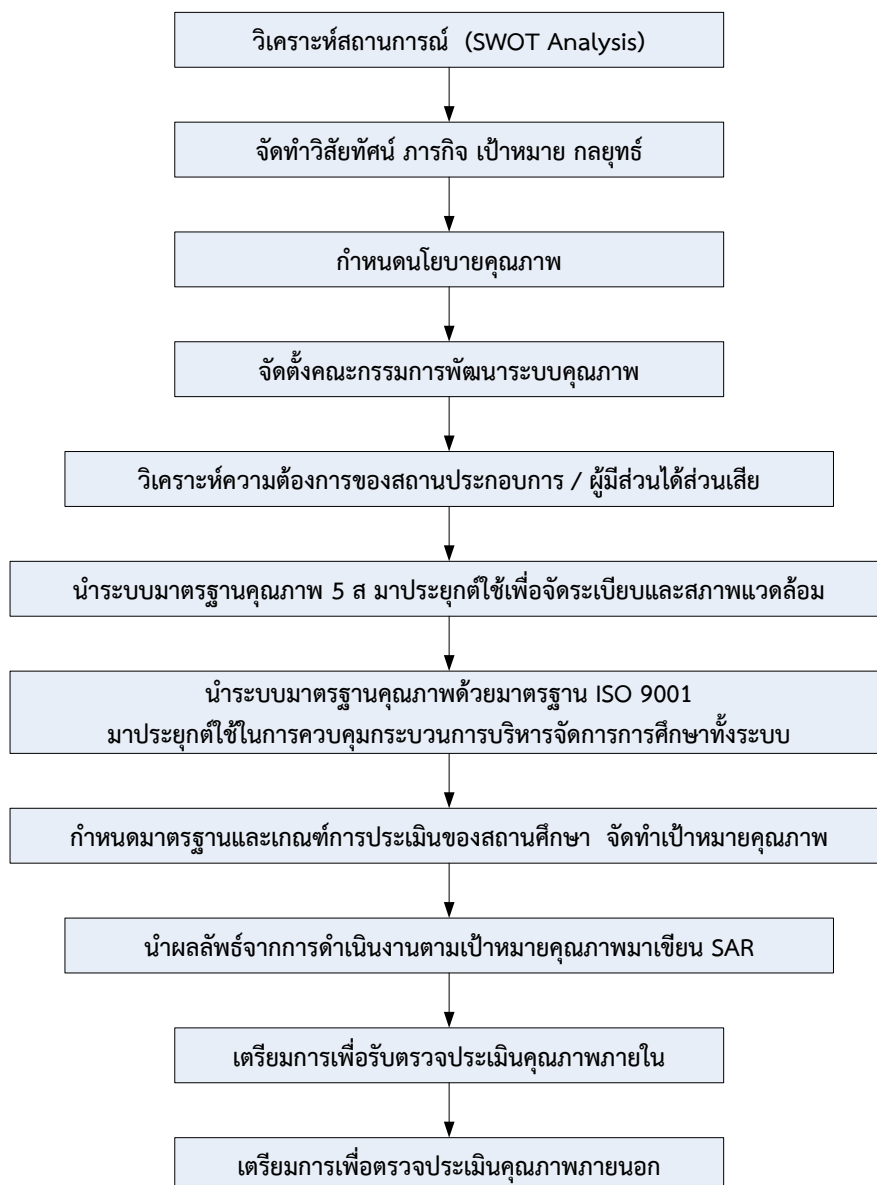 วิเคราะห์สถานการณ์ (SWOT Analysis)
จัดทำวิสัยทัศน์ ภารกิจ เป้าหมาย กลยุทธ์
กำหนดนโยบายคุณภาพ
จัดตั้งคณะกรรมการพัฒนาระบบคุณภาพ
วิเคราะห์ความต้องการของสถานประกอบการ / ผู้มีส่วนได้ส่วนเสีย
นำระบบมาตรฐานคุณภาพ 5 ส มาประยุกต์ใช้เพื่อจัดระเบียบและสภาพแวดล้อม
นำระบบมาตรฐานคุณภาพด้วยมาตรฐาน ISO 9001
มาประยุกต์ใช้ในการควบคุมกระบวนการบริหารจัดการการศึกษาทั้งระบบ
กำหนดมาตรฐานและเกณฑ์การประเมินของสถานศึกษา จัดทำเป้าหมายคุณภาพ
นำผลลัพธ์จากการดำเนินงานตามเป้าหมายคุณภาพมาเขียน SAR
เตรียมการเพื่อรับตรวจประเมินคุณภาพภายใน
เตรียมการเพื่อตรวจประเมินคุณภาพภายนอก